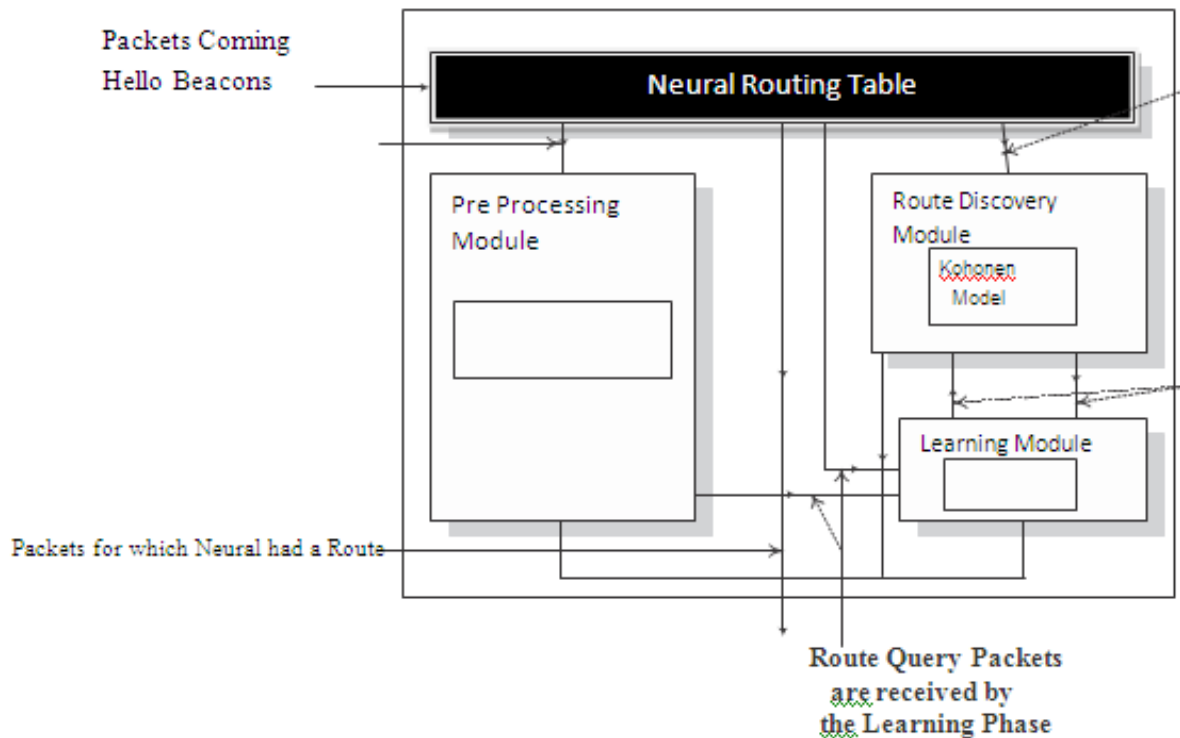 Packets Coming
Hello Beacons
Neural Routing Table
Pre Processing
Module
Route Discovery
Module
Kohonen
Model
Learning Module
Packets for which Neural had a Route
Route Query Packets
are received by
the Learning Phase